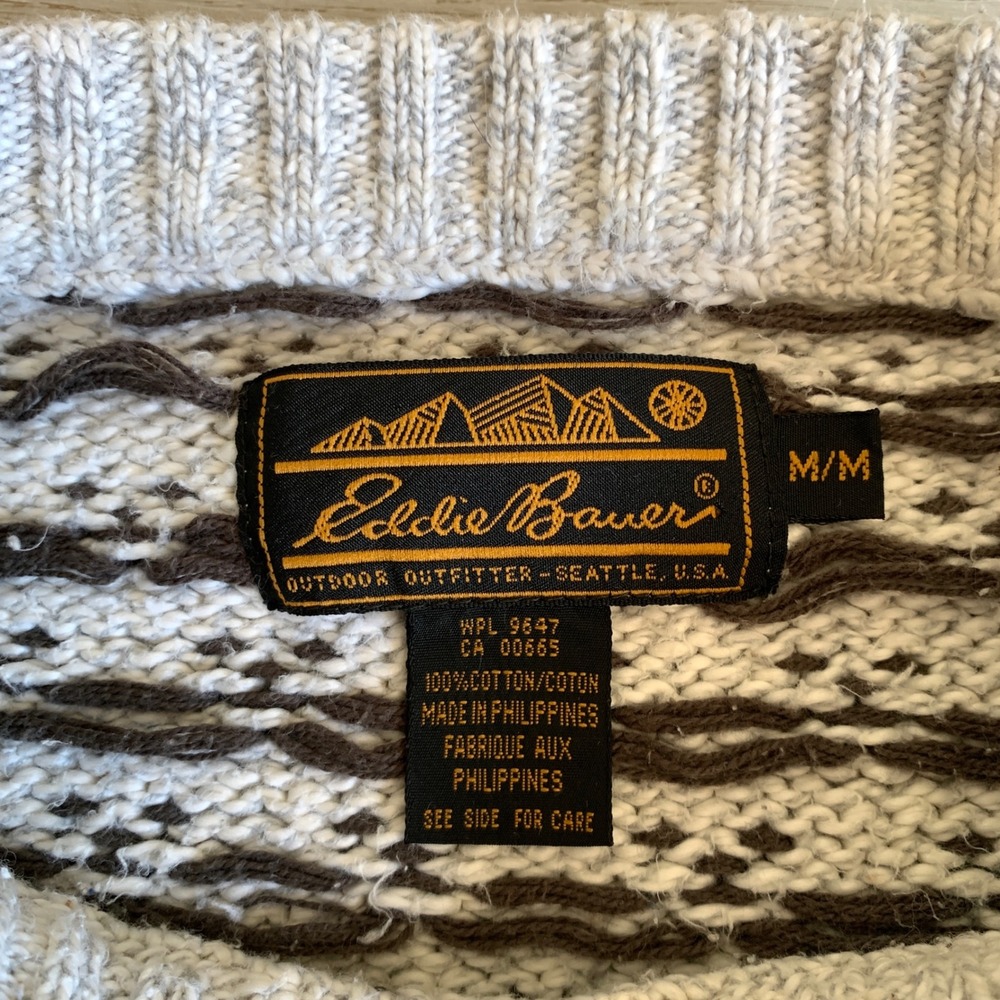 Eddie Bauer®
OUTDOOR OUTFITTER - SEATTLE, U.S.A.
M/M
WPL 9647
CA 00665
100% COTTON/COTON
MADE IN PHILIPPINES
FABRIQUE AUX
PHILIPPINES
SEE SIDE FOR CARE